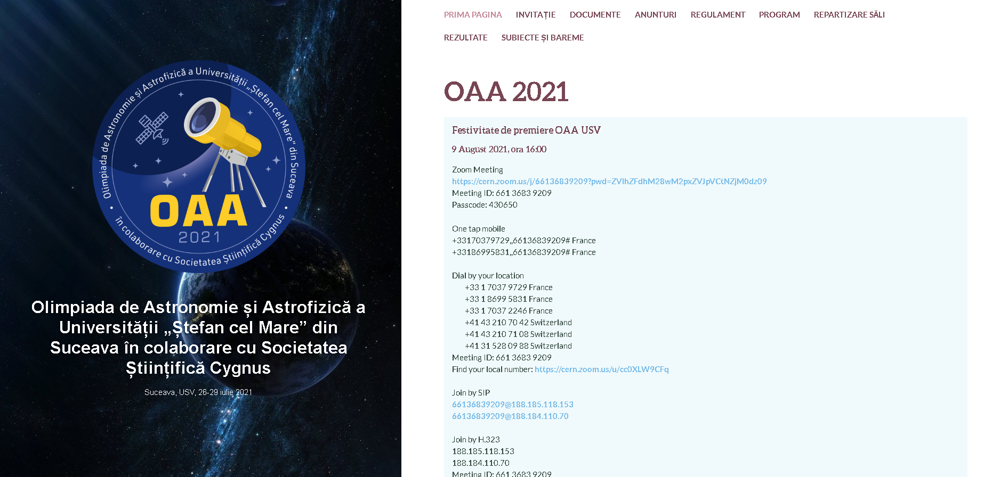 Olimpiada de Astronomie și Astrofizică a Universității „Ștefan cel Mare” din Suceava
• în colaborare cu Societatea Științifică Cygnus •
OAA
2021
Olimpiada de Astronomie și Astrofizică a
Universității „Ștefan cel Mare” din
Suceava în colaborare cu Societatea
Științifică Cygnus
Suceava, USV, 26-29 iulie 2021
PRIMA PAGINA INVITAȚIE DOCUMENTE ANUNTURI REGULAMENT PROGRAM REPARTIZARE SĂLI
REZULTATE SUBIECTE ȘI BAREME
OAA 2021
Festivitate de premiere OAA USV
9 August 2021, ora 16:00
Zoom Meeting
https://cern.zoom.us/j/66136839209?pwd=ZVlhZFdhM28wM2pxZVJpVCtNZjM0dz09
Meeting ID: 661 3683 9209
Passcode: 430650
One tap mobile
+33170379729,,66136839209# France
+33186995831,,66136839209# France
Dial by your location
+33 1 7037 9729 France
+33 1 8699 5831 France
+33 1 7037 2246 France
+41 43 210 70 42 Switzerland
+41 43 210 71 08 Switzerland
+41 31 528 09 88 Switzerland
Meeting ID: 661 3683 9209
Find your local number: https://cern.zoom.us/u/cc0XLW9CFq
Join by SIP
66136839209@188.185.118.153
66136839209@188.184.110.70
Join by H.323
188.185.118.153
188.184.110.70
Meeting ID: 661 3683 9209